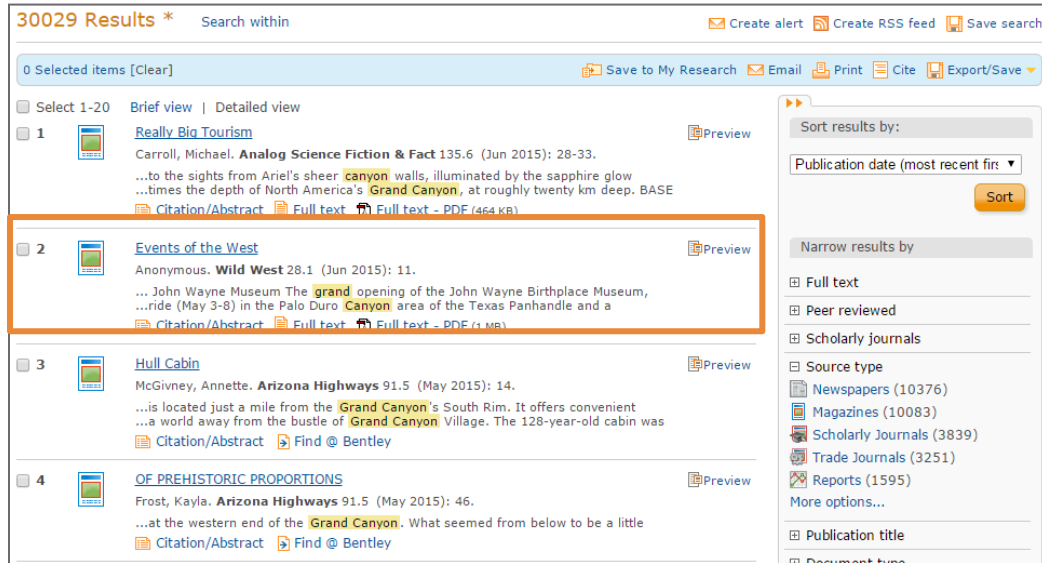 30029 Results * Search within Create alert Create RSS feed Save search
0 Selected items [Clear] Save to My Research Email Print Cite Export/Save
Select 1-20 Brief view | Detailed view
1 Really Big Tourism Preview
Carroll, Michael. Analog Science Fiction & Fact 135.6 (Jun 2015): 28-33.
...to the sights from Ariel's sheer canyon walls, illuminated by the sapphire glow
...times the depth of North America's Grand Canyon, at roughly twenty km deep. BASE
Citation/Abstract Full text Full text - PDF (464 KB)
2 Events of the West Preview
Anonymous. Wild West 28.1 (Jun 2015): 11.
... John Wayne Museum The grand opening of the John Wayne Birthplace Museum,
...ride (May 3-8) in the Palo Duro Canyon area of the Texas Panhandle and a
Citation/Abstract Full text Full text - PDF (1 MB)
3 Hull Cabin Preview
McGivney, Annette. Arizona Highways 91.5 (May 2015): 14.
...is located just a mile from the Grand Canyon's South Rim. It offers convenient
...a world away from the bustle of Grand Canyon Village. The 128-year-old cabin was
Citation/Abstract Find @ Bentley
4 OF PREHISTORIC PROPORTIONS Preview
Frost, Kayla. Arizona Highways 91.5 (May 2015): 46.
...at the western end of the Grand Canyon. What seemed from below to be a little
Citation/Abstract Find @ Bentley
Sort results by:
Publication date (most recent firs
Sort
Narrow results by
Full text
Peer reviewed
Scholarly journals
Source type
Newspapers (10376)
Magazines (10083)
Scholarly Journals (3839)
Trade Journals (3251)
Reports (1595)
More options...
Publication title
Document type